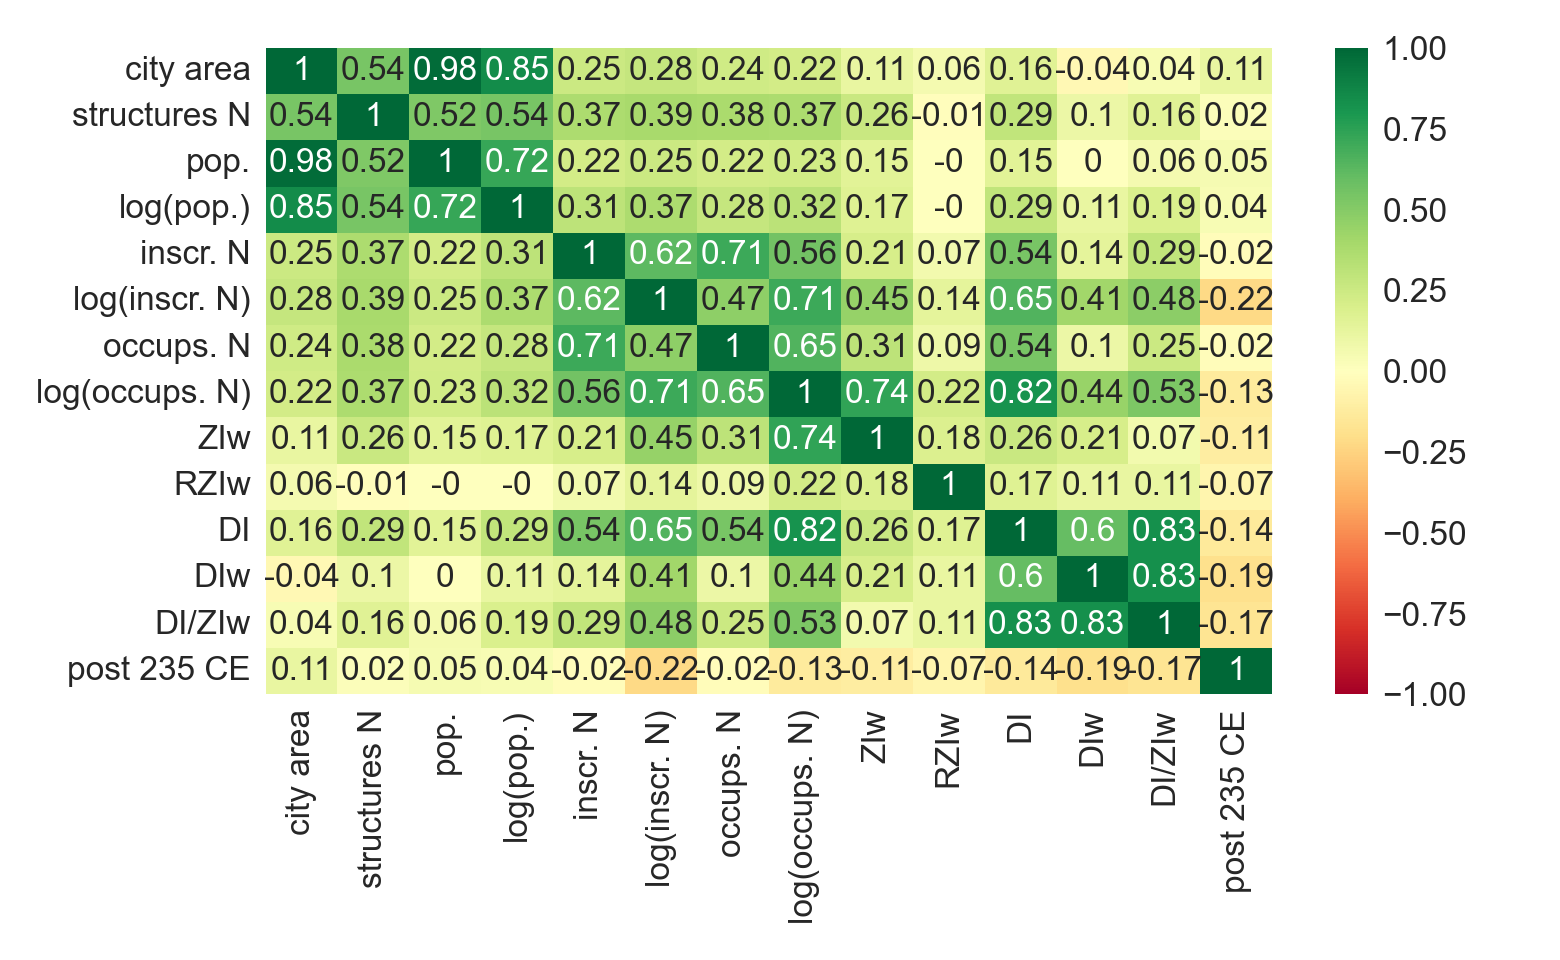 city area 1 0.54 0.98 0.85 0.25 0.28 0.24 0.22 0.11 0.06 0.16 -0.04 0.04 0.11
structures N 0.54 1 0.52 0.54 0.37 0.39 0.38 0.37 0.26 -0.01 0.29 0.1 0.16 0.02
pop. 0.98 0.52 1 0.72 0.22 0.25 0.22 0.23 0.15 -0 0.15 0 0.06 0.05
log(pop.) 0.85 0.54 0.72 1 0.31 0.37 0.28 0.32 0.17 -0 0.29 0.11 0.19 0.04
inscr. N 0.25 0.37 0.22 0.31 1 0.62 0.71 0.56 0.21 0.07 0.54 0.14 0.29 -0.02
log(inscr. N) 0.28 0.39 0.25 0.37 0.62 1 0.47 0.71 0.45 0.14 0.65 0.41 0.48 -0.22
occups. N 0.24 0.38 0.22 0.28 0.71 0.47 1 0.65 0.31 0.09 0.54 0.1 0.25 -0.02
log(occups. N) 0.22 0.37 0.23 0.32 0.56 0.71 0.65 1 0.74 0.22 0.82 0.44 0.53 -0.13
ZIw 0.11 0.26 0.15 0.17 0.21 0.45 0.31 0.74 1 0.18 0.26 0.21 0.07 -0.11
RZIw 0.06 -0.01 -0 -0 0.07 0.14 0.09 0.22 0.18 1 0.17 0.11 0.11 -0.07
DI 0.16 0.29 0.15 0.29 0.54 0.65 0.54 0.82 0.26 0.17 1 0.6 0.83 -0.14
DIw -0.04 0.1 0 0.11 0.14 0.41 0.1 0.44 0.21 0.11 0.6 1 0.83 -0.19
DI/ZIw 0.04 0.16 0.06 0.19 0.29 0.48 0.25 0.53 0.07 0.11 0.83 0.83 1 -0.17
post 235 CE 0.11 0.02 0.05 0.04 -0.02 -0.22 -0.02 -0.13 -0.11 -0.07 -0.14 -0.19 -0.17 1
city area
structures N
pop.
log(pop.)
inscr. N
log(inscr. N)
occups. N
log(occups. N)
ZIw
RZIw
DI
DIw
DI/ZIw
post 235 CE
1.00
0.75
0.50
0.25
0.00
−0.25
−0.50
−0.75
−1.00